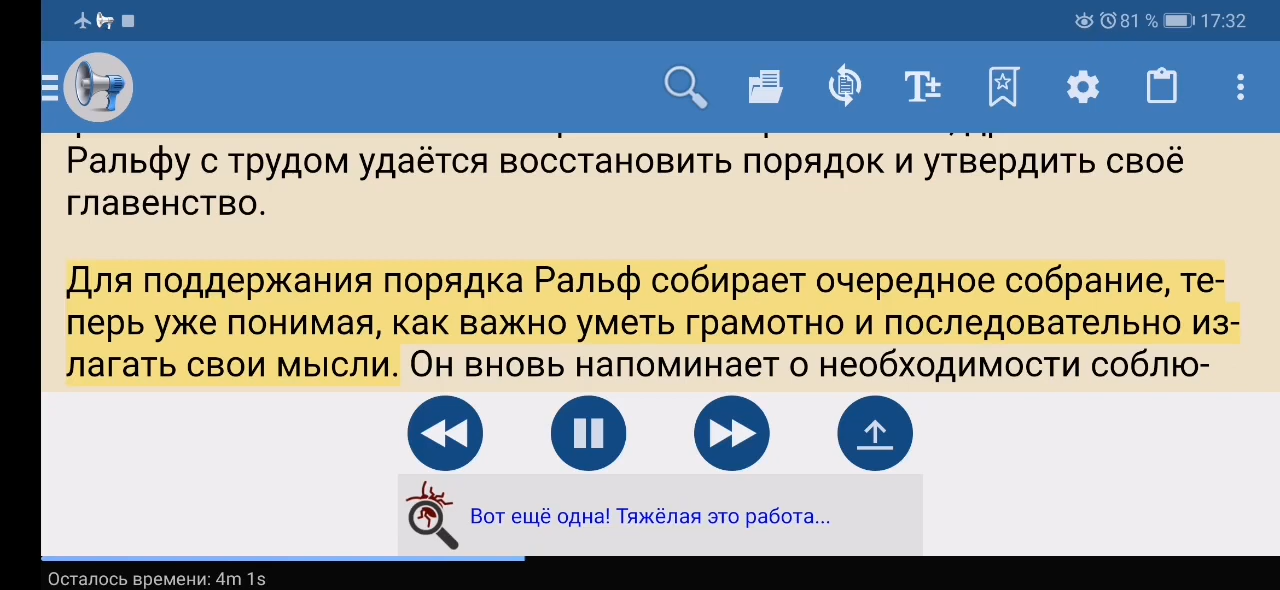 81 % 17:32
T±
Ральфу с трудом удаётся восстановить порядок и утвердить своё
главенство.
Для поддержания порядка Ральф собирает очередное собрание, те-
перь уже понимая, как важно уметь грамотно и последовательно из-
лагать свои мысли. Он вновь напоминает о необходимости соблю-
Вот ещё одна! Тяжёлая это работа...
Осталось времени: 4m 1s